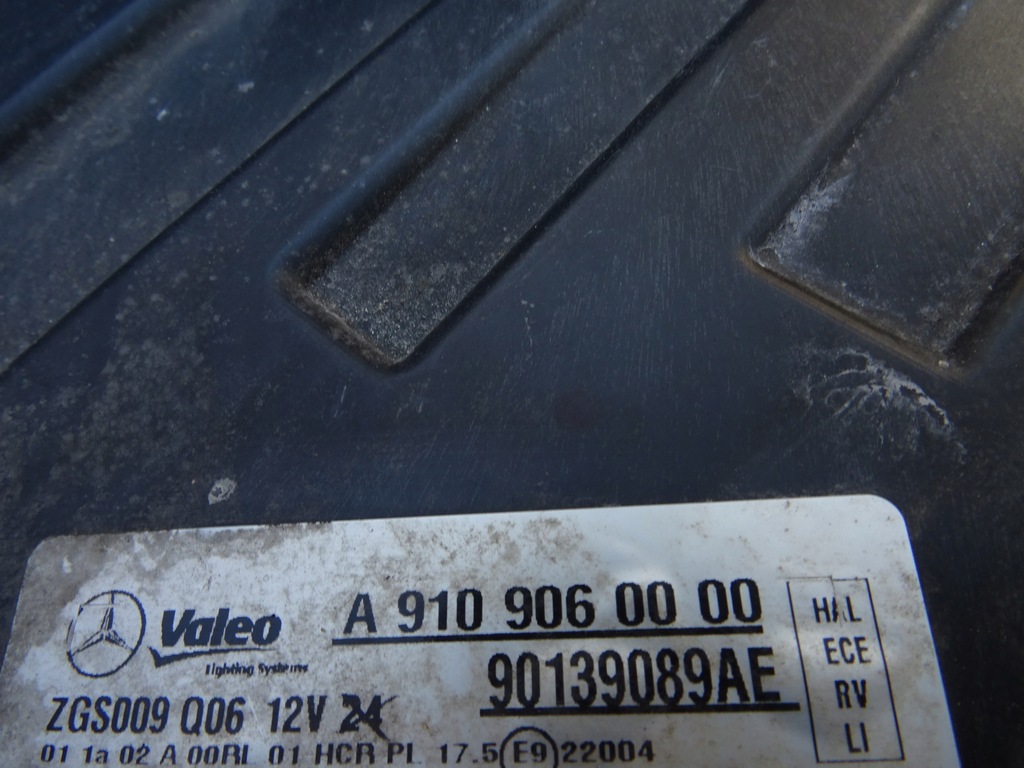 Valeo
Lighting Systems
A 910 906 00 00
90139089AE
ZGS009 Q06 12V 24
01 1a 02 A 00RL 01 HCR PL 17.5 E9 22004
HAL
ECE
RV
LI